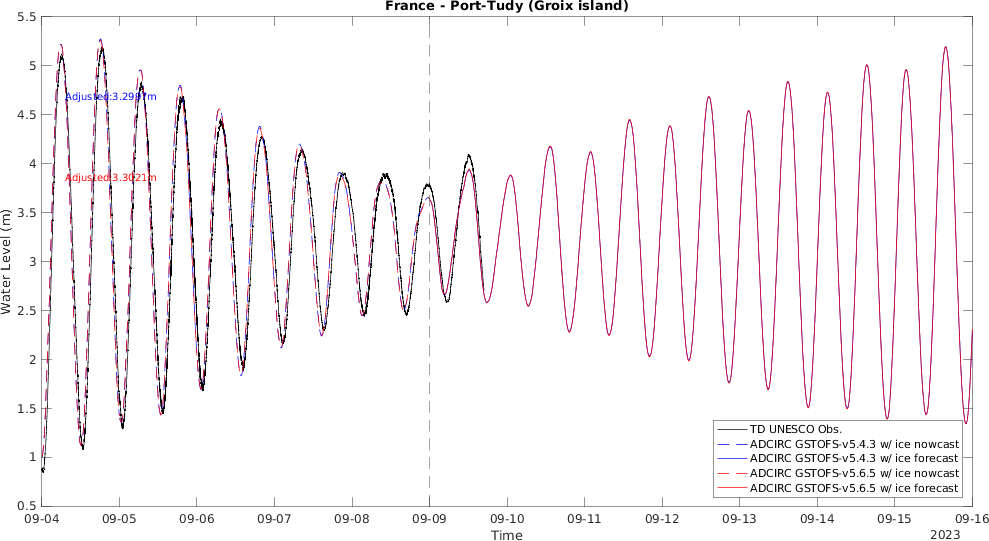 France - Port-Tudy (Groix island)
5.5
5
4.5
4
3.5
3
2.5
2
1.5
1
0.5
Water Level (m)
Adjusted:3.2997m
Adjusted:3.3021m
TD UNESCO Obs.
ADCIRC GSTOFS-v5.4.3 w/ ice nowcast
ADCIRC GSTOFS-v5.4.3 w/ ice forecast
ADCIRC GSTOFS-v5.6.5 w/ ice nowcast
ADCIRC GSTOFS-v5.6.5 w/ ice forecast
09-04 09-05 09-06 09-07 09-08 09-09 09-10 09-11 09-12 09-13 09-14 09-15 09-16
Time
2023